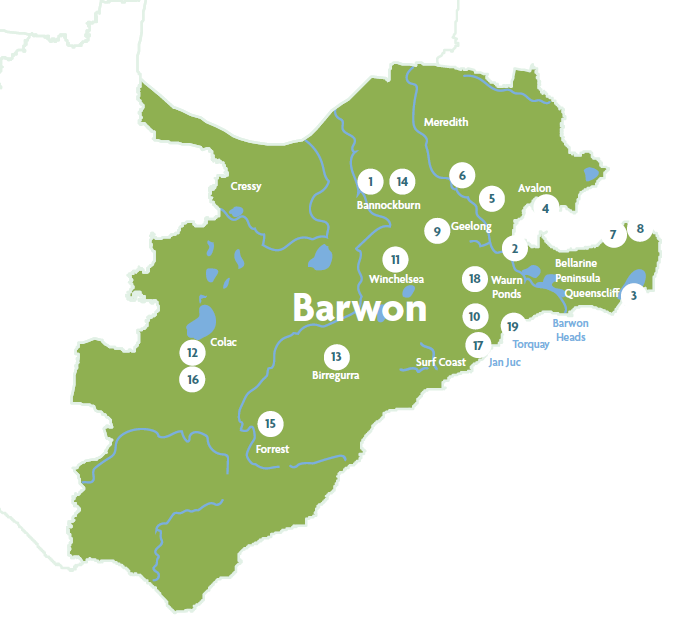 Meredith
6
1
14
Cressy
5
Avalon
Bannockburn
4
9
Geelong
8
7
2
11
Winchelsea
Bellarine
Peninsula
18
Waurn
Ponds
Queenscliff
3
Barwon
10
19
Barwon
Heads
Colac
Torquay
12
17
13
Surf Coast
Jan Juc
Birregurra
16
15
Forrest